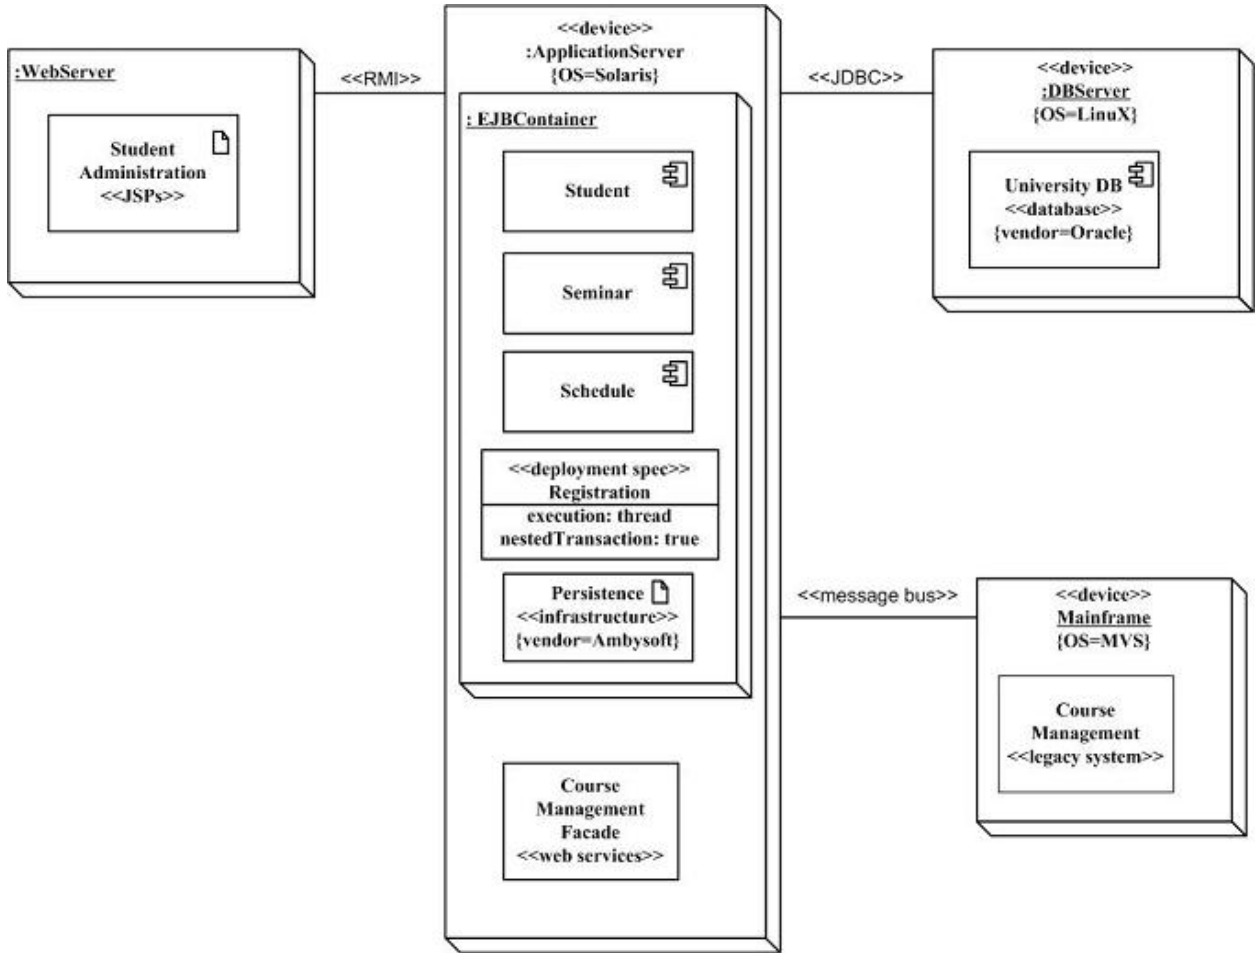 :WebServer
Student
Administration
<<JSPs>>
<<RMI>>
<<device>>
:ApplicationServer
{OS=Solaris}
: EJBContainer
Student
Seminar
Schedule
<<deployment spec>>
Registration
execution: thread
nestedTransaction: true
Persistence
<<infrastructure>>
{vendor=Ambysoft}
Course
Management
Facade
<<web services>>
<<JDBC>>
<<device>>
:DBServer
{OS=LinuX}
University DB
<<database>>
{vendor=Oracle}
<<message bus>>
<<device>>
Mainframe
{OS=MVS}
Course
Management
<<legacy system>>